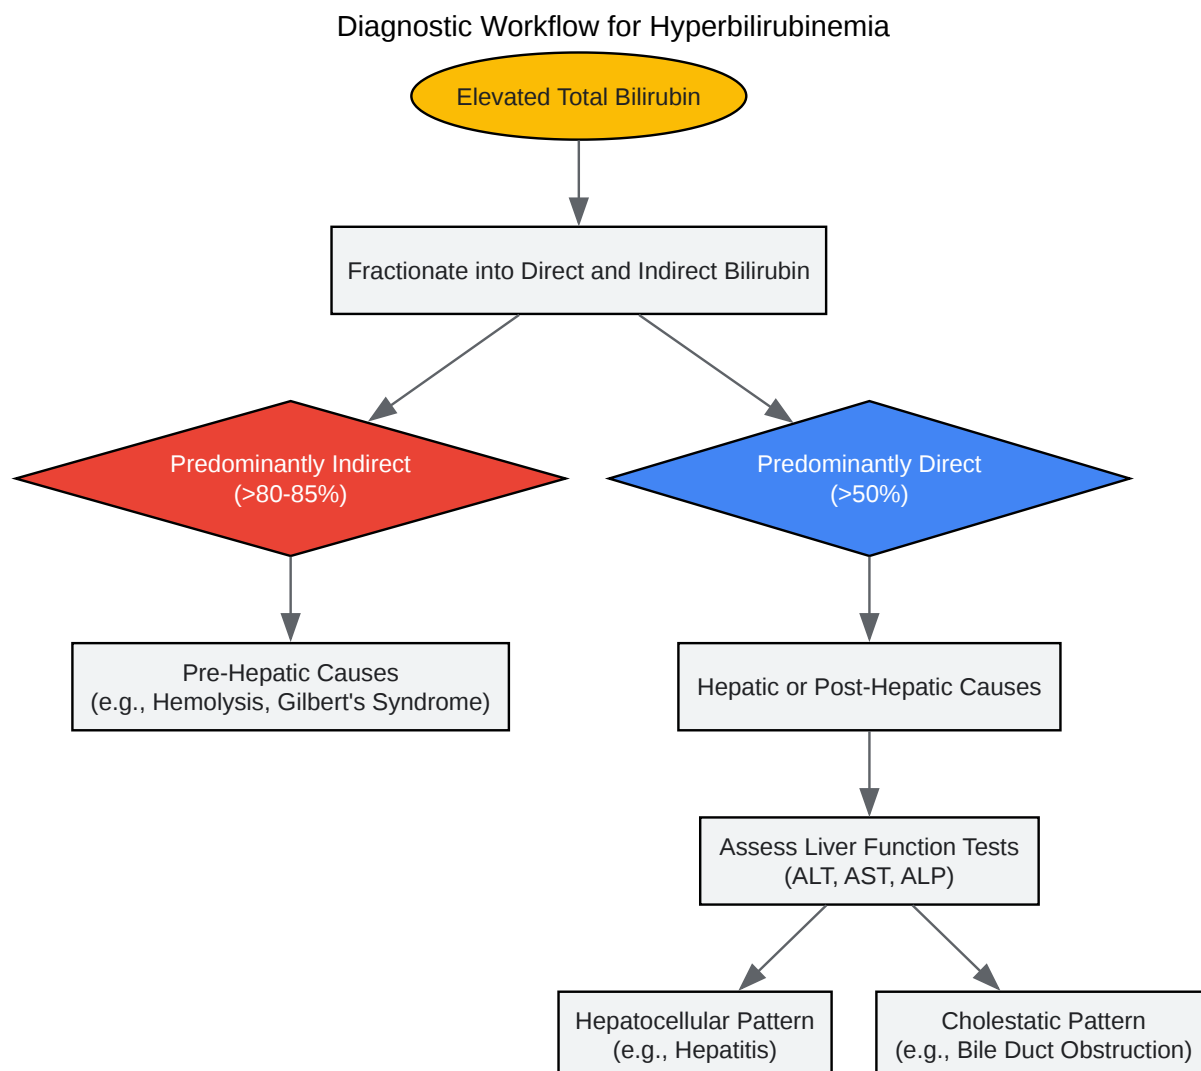 Diagnostic Workflow for Hyperbilirubinemia
Elevated Total Bilirubin
Fractionate into Direct and Indirect Bilirubin
Predominantly Indirect
(>80-85%)
Predominantly Direct
(>50%)
Pre-Hepatic Causes
(e.g., Hemolysis, Gilbert's Syndrome)
Hepatic or Post-Hepatic Causes
Assess Liver Function Tests
(ALT, AST, ALP)
Hepatocellular Pattern
(e.g., Hepatitis)
Cholestatic Pattern
(e.g., Bile Duct Obstruction)